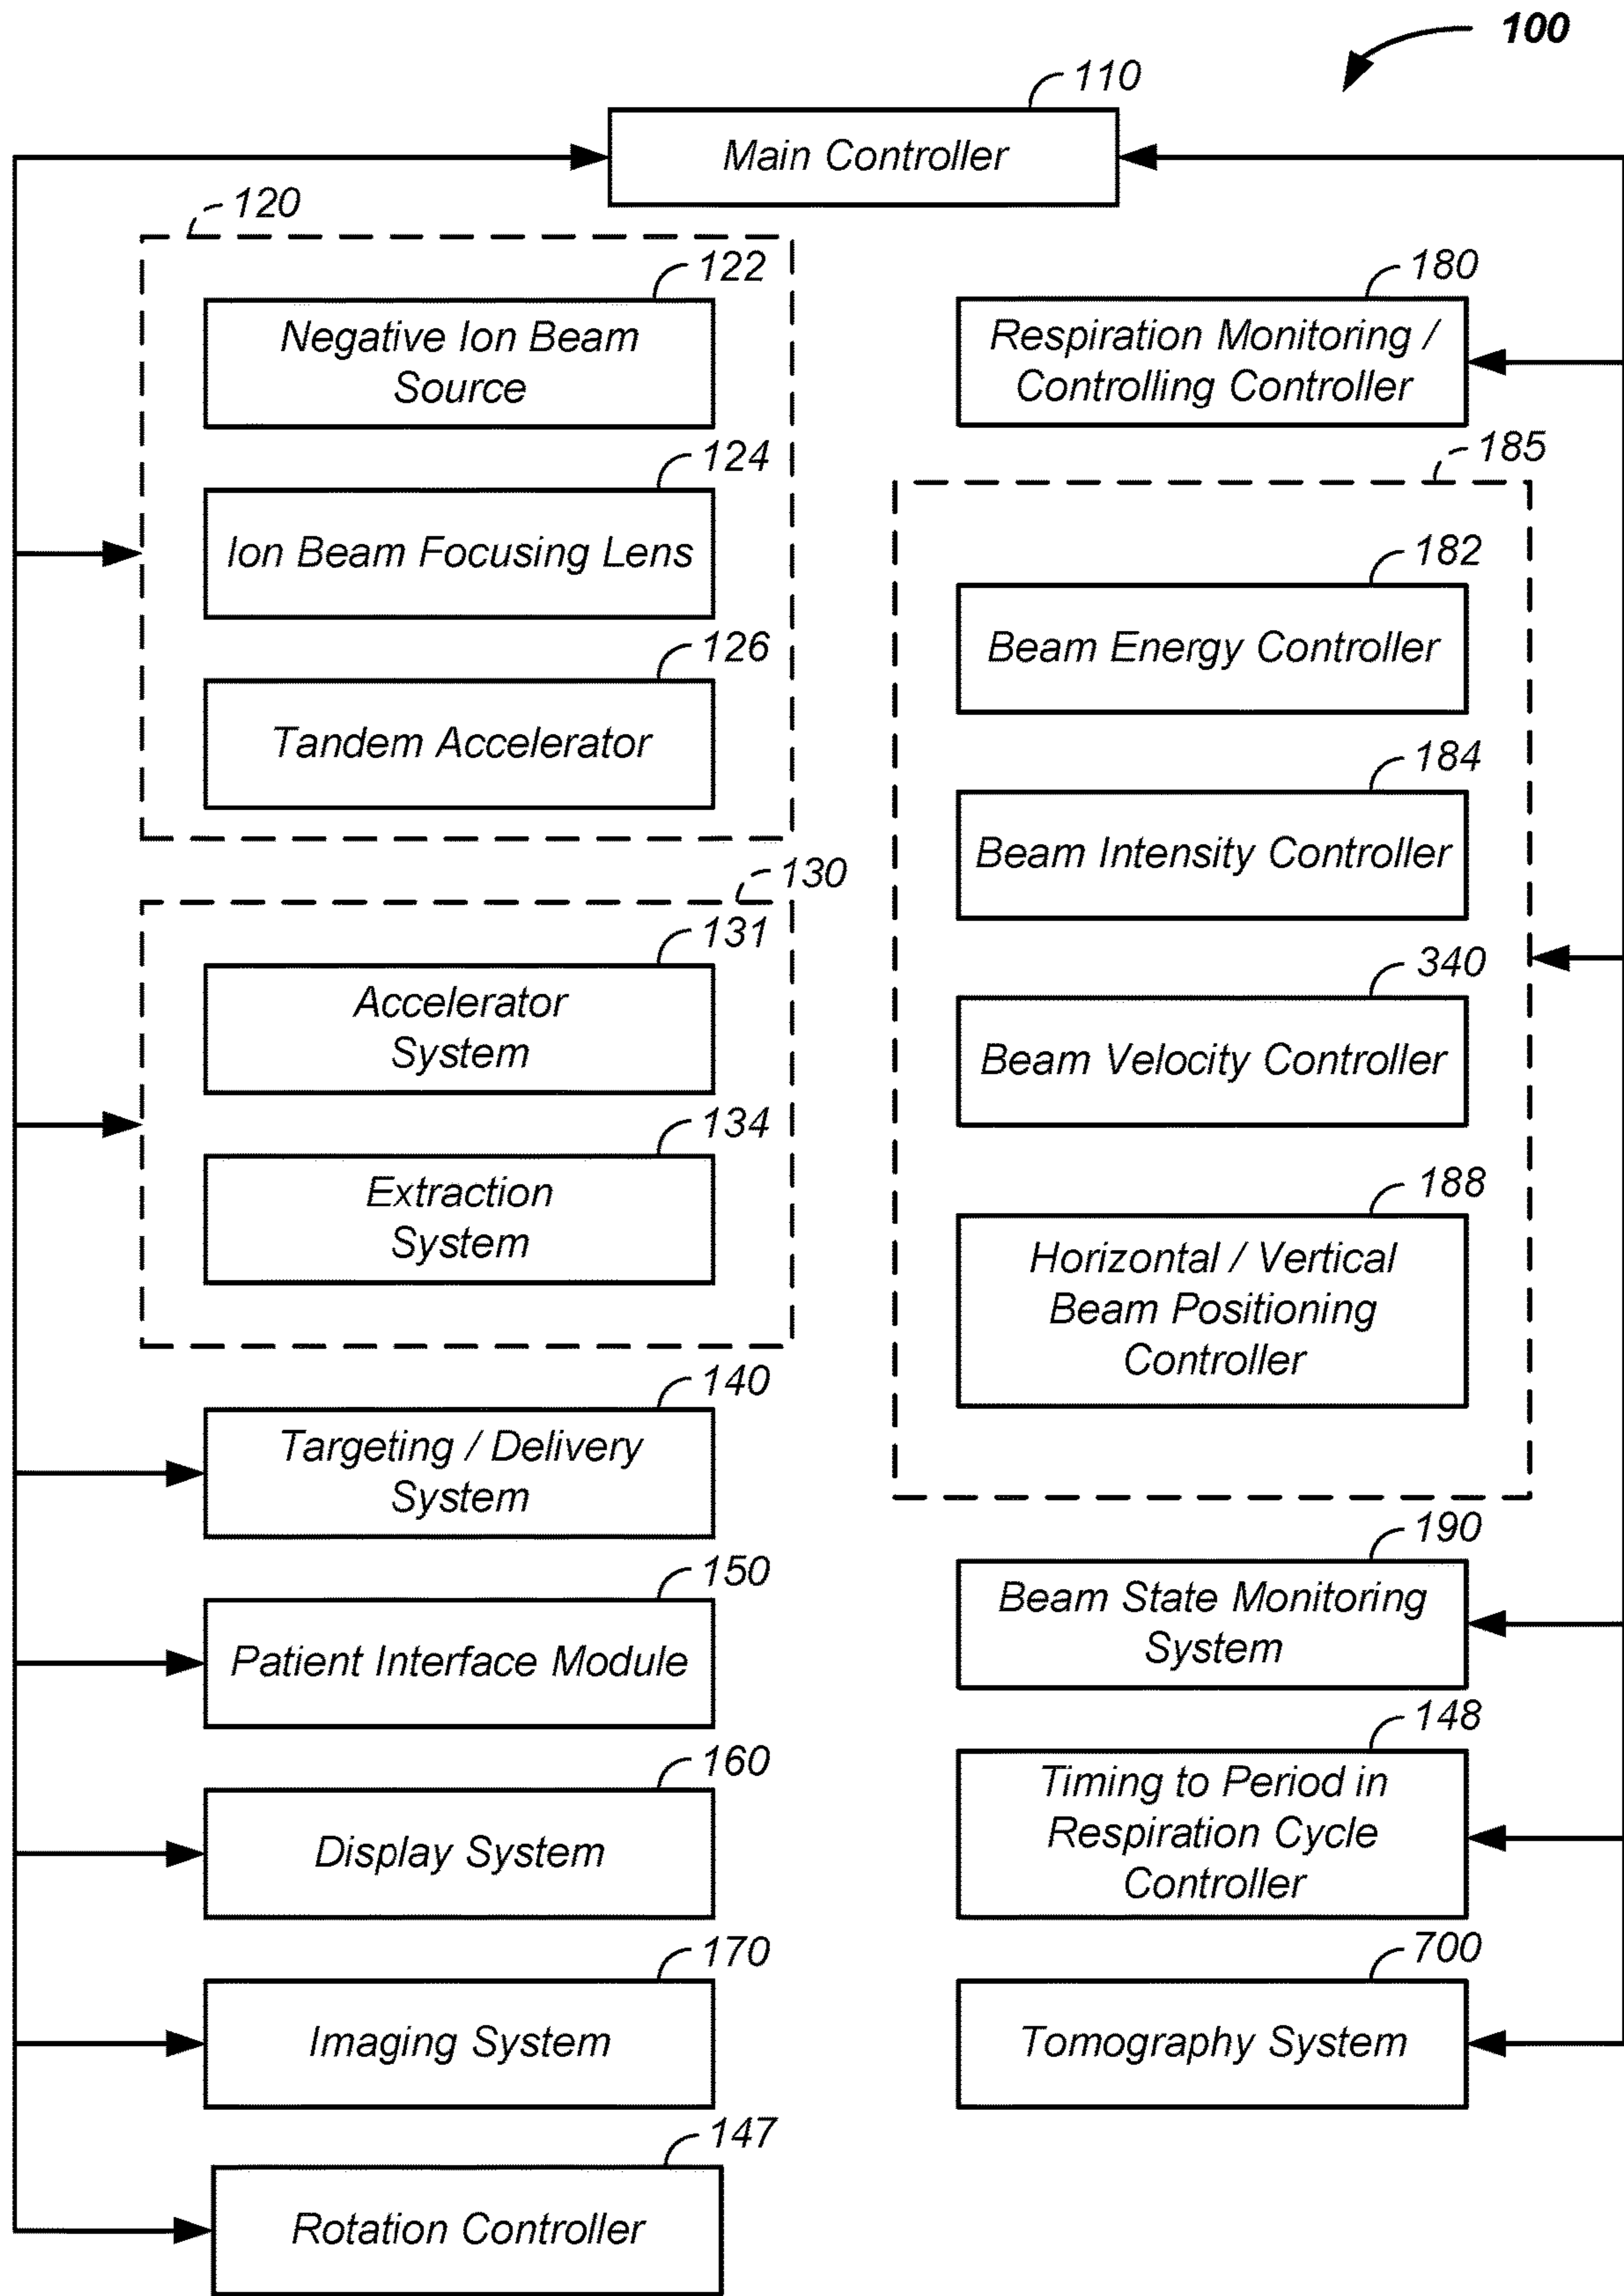 100
110
Main Controller
120
122
Negative Ion Beam
Source
124
Ion Beam Focusing Lens
126
Tandem Accelerator
130
131
Accelerator
System
134
Extraction
System
140
Targeting / Delivery
System
150
Patient Interface Module
160
Display System
170
Imaging System
147
Rotation Controller
180
Respiration Monitoring /
Controlling Controller
185
182
Beam Energy Controller
184
Beam Intensity Controller
340
Beam Velocity Controller
188
Horizontal / Vertical
Beam Positioning
Controller
190
Beam State Monitoring
System
148
Timing to Period in
Respiration Cycle
Controller
700
Tomography System